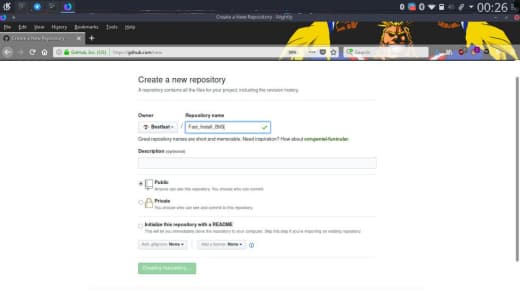 Create a New Repository - Nightly
00:26
File Edit View History Bookmarks Tools Help
Create a New Repository
GitHub, Inc. (US) https://github.com/new Search
Create a new repository
A repository contains all the files for your project, including the revision history.
Owner Repository name
/
Great repository names are short and memorable. Need inspiration? How about congenial-funicular.
Description (optional)
Public
Anyone can see this repository. You choose who can commit.
Private
You choose who can see and commit to this repository.
Initialize this repository with a README
This will let you immediately clone the repository to your computer. Skip this step if you're importing an existing repository.
Add .gitignore: None Add a license: None
Creating repository...